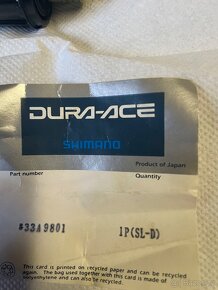 DURA-ACE
SHIMANO
Product of Japan
Part number
Quantity
#33A9801
1P(SL-D)
This card is printed on recycled paper and can be recycled.
The bag used together with this card is made of
polyethylene and can also be recycled.